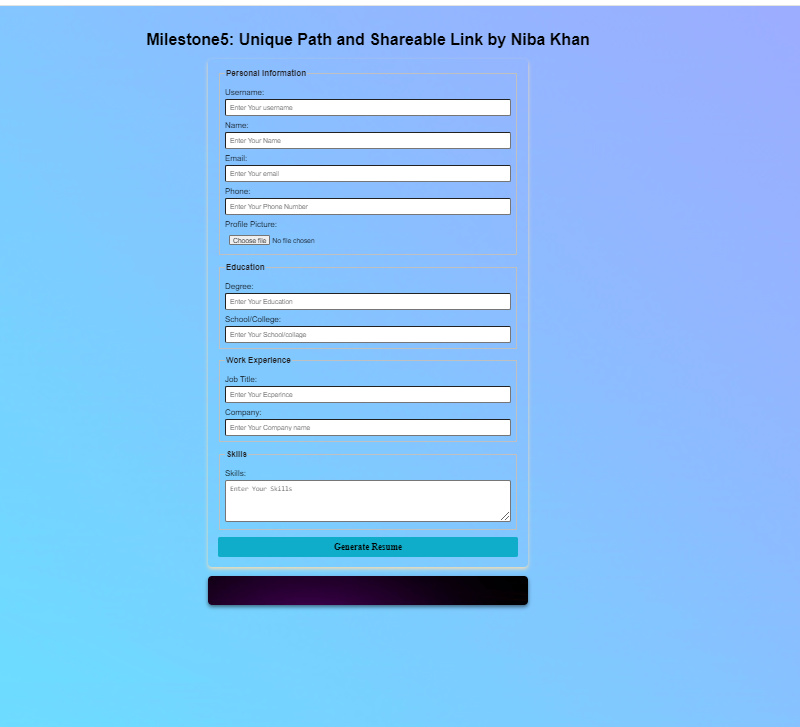 Milestone5: Unique Path and Shareable Link by Niba Khan
Personal Information
Username:
Enter Your username
Name:
Enter Your Name
Email:
Enter Your email
Phone:
Enter Your Phone Number
Profile Picture:
Choose file No file chosen
Education
Degree:
Enter Your Education
School/College:
Enter Your School/collage
Work Experience
Job Title:
Enter Your Ecperince
Company:
Enter Your Company name
Skills
Skills:
Enter Your Skills
Generate Resume